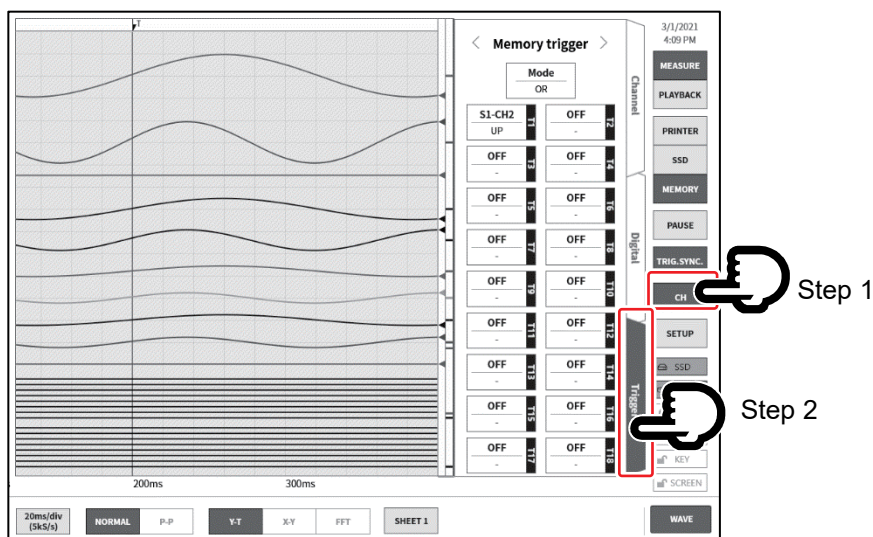 T
3/1/2021
4:09 PM
< Memory trigger >
Mode
OR
S1-CH2
UP
T1
OFF
-
T2
OFF
-
T3
OFF
-
T4
OFF
-
T5
OFF
-
T6
OFF
-
T7
OFF
-
T8
OFF
-
T9
OFF
-
T10
OFF
-
T11
OFF
-
T12
OFF
-
T13
OFF
-
T14
OFF
-
T15
OFF
-
T16
OFF
-
T17
OFF
-
T18
Channel
Digital
Trigger
MEASURE
PLAYBACK
PRINTER
SSD
MEMORY
PAUSE
TRIG.SYNC.
CH
SETUP
SSD
KEY
SCREEN
WAVE
Step 1
Step 2
200ms
300ms
20ms/div
(5kS/s)
NORMAL
P-P
Y-T
X-Y
FFT
SHEET 1